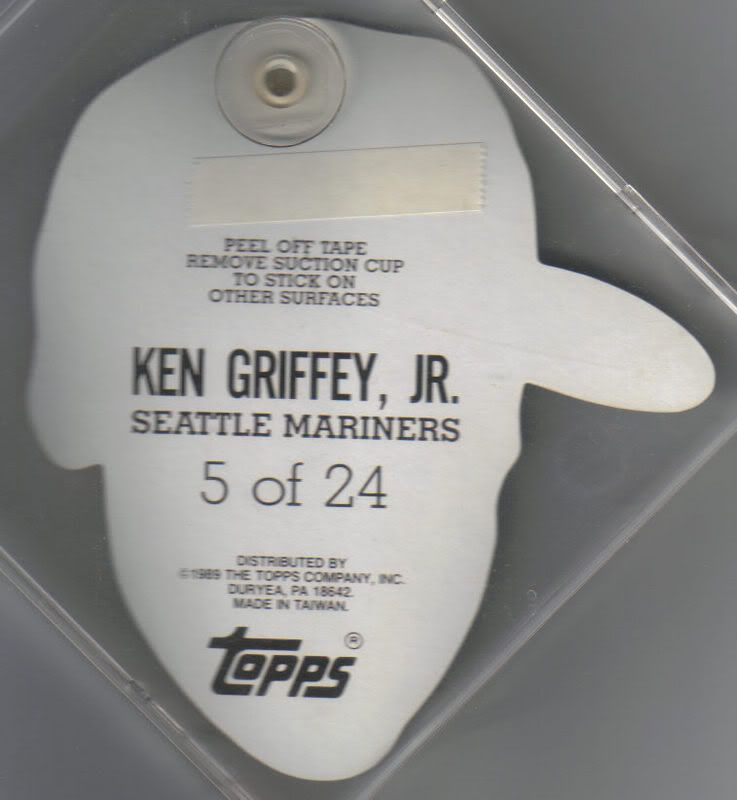 PEEL OFF TAPE
REMOVE SUCTION CUP
TO STICK ON
OTHER SURFACES
KEN GRIFFEY, JR.
SEATTLE MARINERS
5 of 24
DISTRIBUTED BY
©1989 THE TOPPS COMPANY, INC.
DURYEA, PA 18642.
MADE IN TAIWAN.
TOPPS®